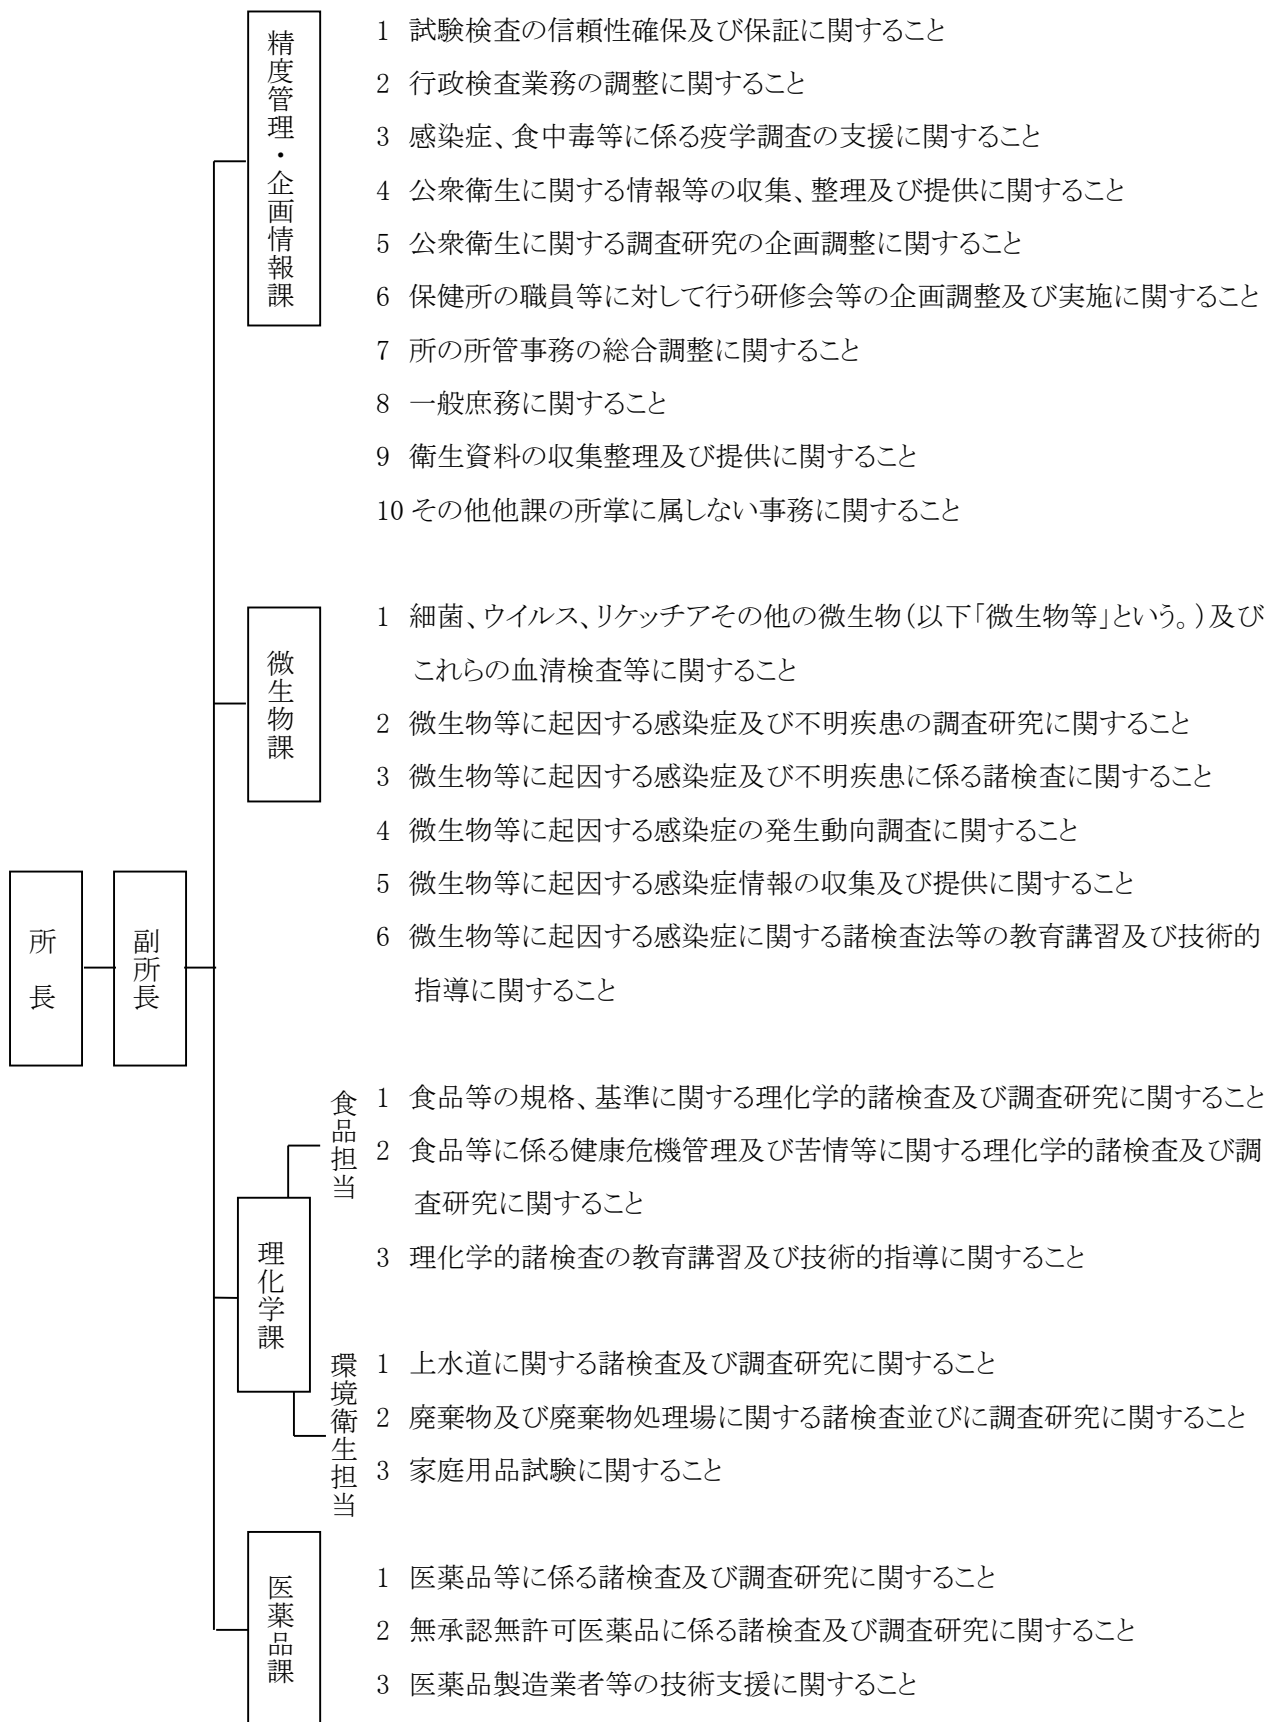 所長
副所長
精度管理・企画情報課
1 試験検査の信頼性確保及び保証に関すること
2 行政検査業務の調整に関すること
3 感染症、食中毒等に係る疫学調査の支援に関すること
4 公衆衛生に関する情報等の収集、整理及び提供に関すること
5 公衆衛生に関する調査研究の企画調整に関すること
6 保健所の職員等に対して行う研修会等の企画調整及び実施に関すること
7 所の所管事務の総合調整に関すること
8 一般庶務に関すること
9 衛生資料の収集整理及び提供に関すること
10 その他他課の所掌に属しない事務に関すること
微生物課
1 細菌、ウイルス、リケッチアその他の微生物(以下「微生物等」という。)及び
これらの血清検査等に関すること
2 微生物等に起因する感染症及び不明疾患の調査研究に関すること
3 微生物等に起因する感染症及び不明疾患に係る諸検査に関すること
4 微生物等に起因する感染症の発生動向調査に関すること
5 微生物等に起因する感染症情報の収集及び提供に関すること
6 微生物等に起因する感染症に関する諸検査法等の教育講習及び技術的
指導に関すること
理化学課
食品担当
1 食品等の規格、基準に関する理化学的諸検査及び調査研究に関すること
2 食品等に係る健康危機管理及び苦情等に関する理化学的諸検査及び調
査研究に関すること
3 理化学的諸検査の教育講習及び技術的指導に関すること
環境衛生担当
1 上水道に関する諸検査及び調査研究に関すること
2 廃棄物及び廃棄物処理場に関する諸検査並びに調査研究に関すること
3 家庭用品試験に関すること
医薬品課
1 医薬品等に係る諸検査及び調査研究に関すること
2 無承認無許可医薬品に係る諸検査及び調査研究に関すること
3 医薬品製造業者等の技術支援に関すること